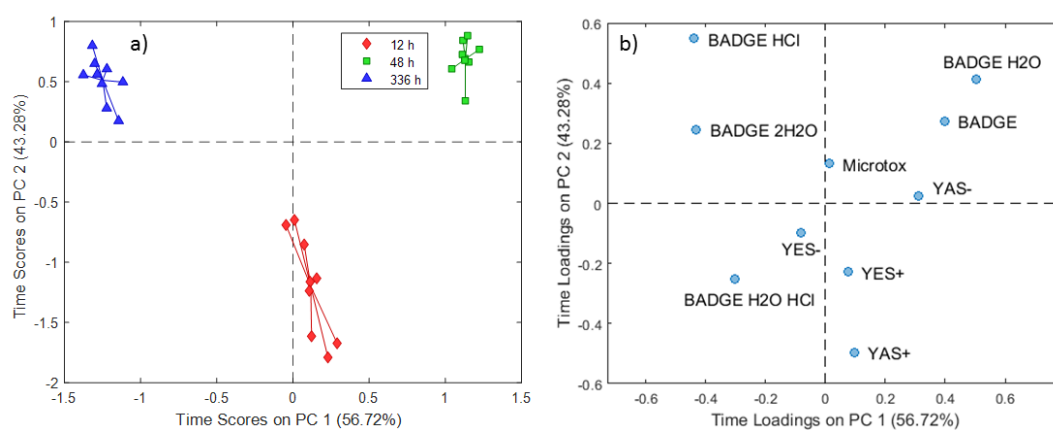 a)
12 h
48 h
336 h
1
0.5
0
-0.5
-1
-1.5
-2
-1.5
-1
-0.5
0
0.5
1
1.5
Time Scores on PC 2 (43.28%)
Time Scores on PC 1 (56.72%)
b)
BADGE HCl
BADGE H2O
BADGE 2H2O
BADGE
Microtox
YAS-
YES-
YES+
BADGE H2O HCl
YAS+
0.6
0.4
0.2
0
-0.2
-0.4
-0.6
-0.6
-0.4
-0.2
0
0.2
0.4
0.6
Time Loadings on PC 2 (43.28%)
Time Loadings on PC 1 (56.72%)